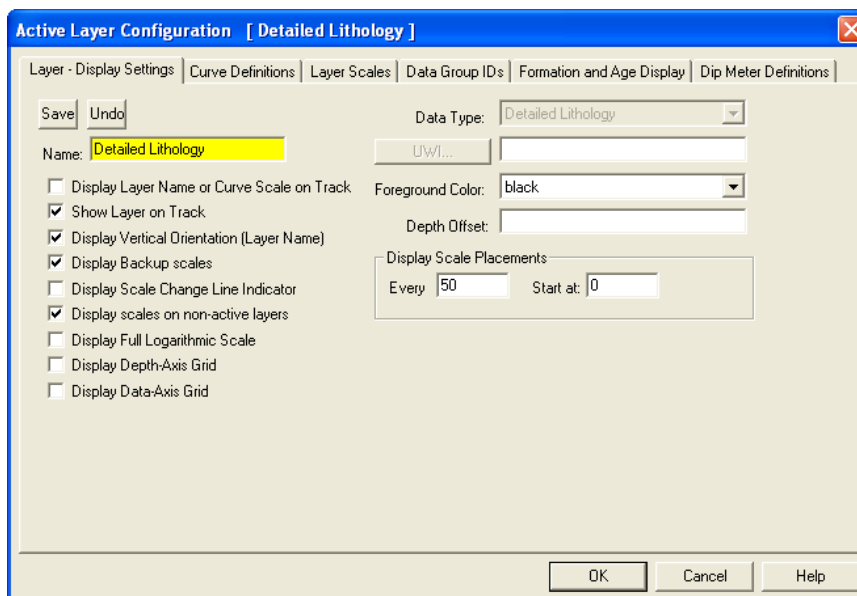 Active Layer Configuration [ Detailed Lithology ]
Layer - Display Settings Curve Definitions Layer Scales Data Group IDs Formation and Age Display Dip Meter Definitions
Save Undo
Name: Detailed Lithology
Display Layer Name or Curve Scale on Track
Show Layer on Track
Display Vertical Orientation (Layer Name)
Display Backup scales
Display Scale Change Line Indicator
Display scales on non-active layers
Display Full Logarithmic Scale
Display Depth-Axis Grid
Display Data-Axis Grid
Data Type: Detailed Lithology
UWI...
Foreground Color: black
Depth Offset:
Display Scale Placements
Every 50 Start at: 0
OK Cancel Help